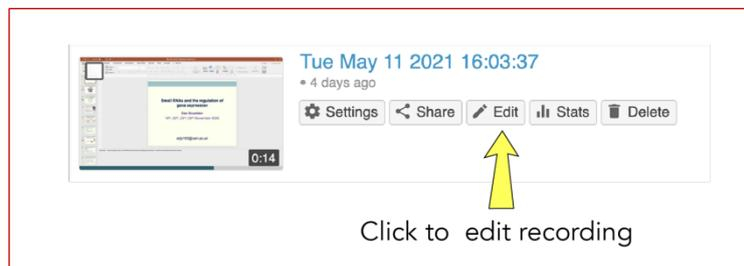 Tue May 11 2021 16:03:37
• 4 days ago
Settings Share Edit Stats Delete
Small RNAs and the regulation of
gene expression
0:14
Click to edit recording